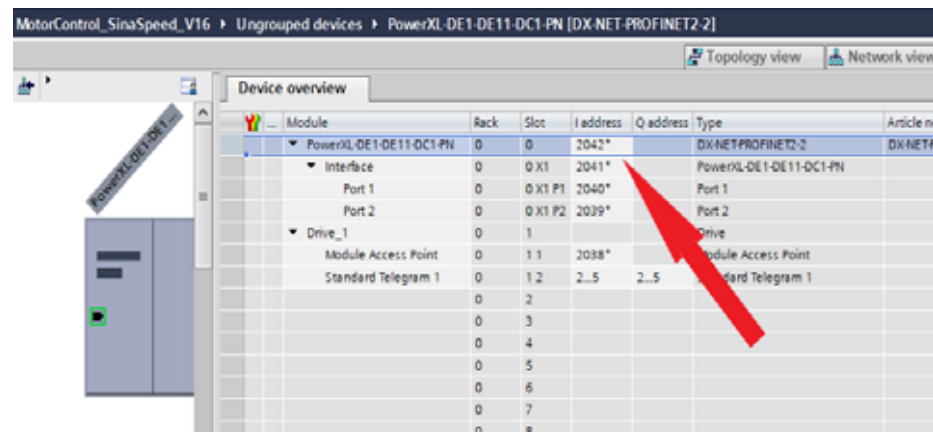 MotorControl_SinaSpeed_V16 ▸ Ungrouped devices ▸ PowerXL-DE1-DE11-DC1-PN [DX-NET-PROFINET2-2]
Topology view Network view
Device overview
... Module Rack Slot I address Q address Type Article n
PowerXL-DE1-DE11-DC1-PN 0 0 2042* DX-NET-PROFINET2-2 DX-NET-
Interface 0 0 X1 2041* PowerXL-DE1-DE11-DC1-PN
Port 1 0 0 X1 P1 2040* Port 1
Port 2 0 0 X1 P2 2039* Port 2
Drive_1 0 1 Drive
Module Access Point 0 1 1 2038* Module Access Point
Standard Telegram 1 0 1 2 2...5 2...5 Standard Telegram 1
0 2
0 3
0 4
0 5
0 6
0 7
0 8
PowerXL-DE1-DE1...